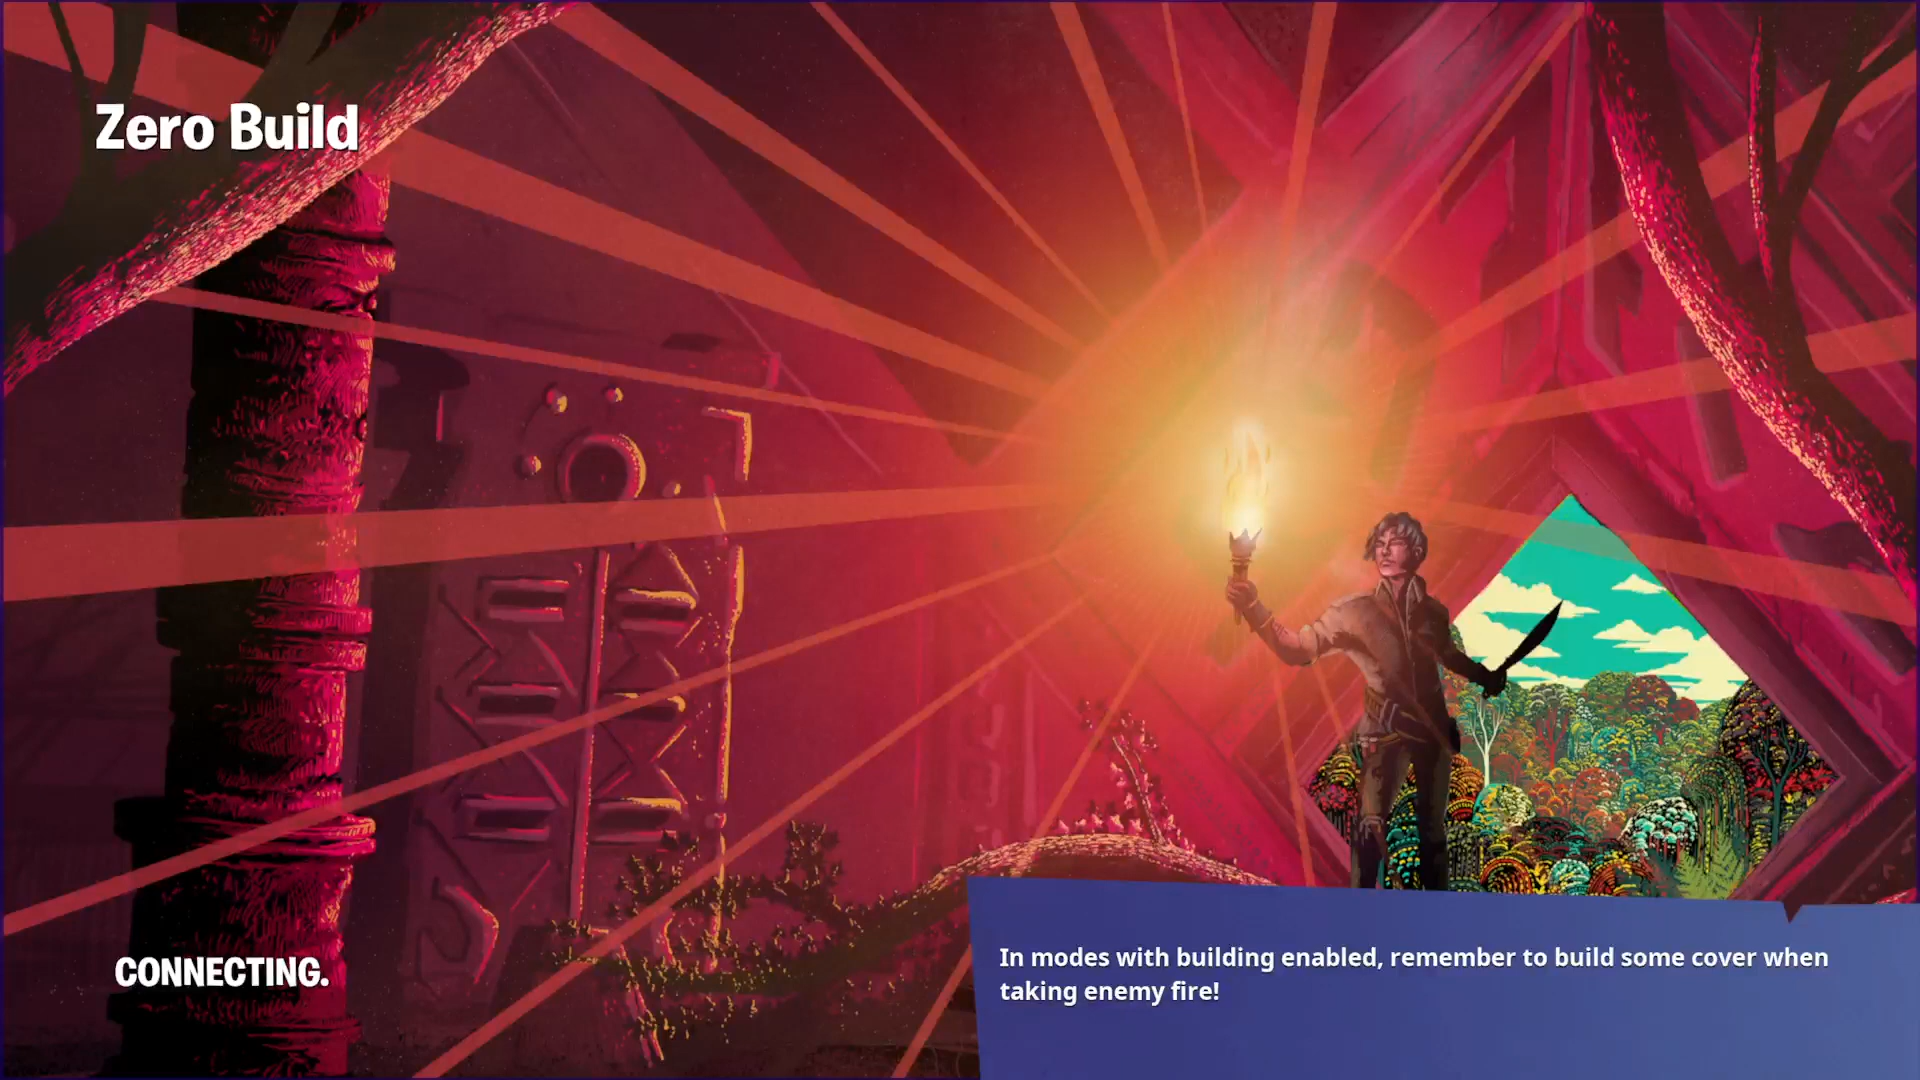 Zero Build
CONNECTING.
In modes with building enabled, remember to build some cover when
taking enemy fire!